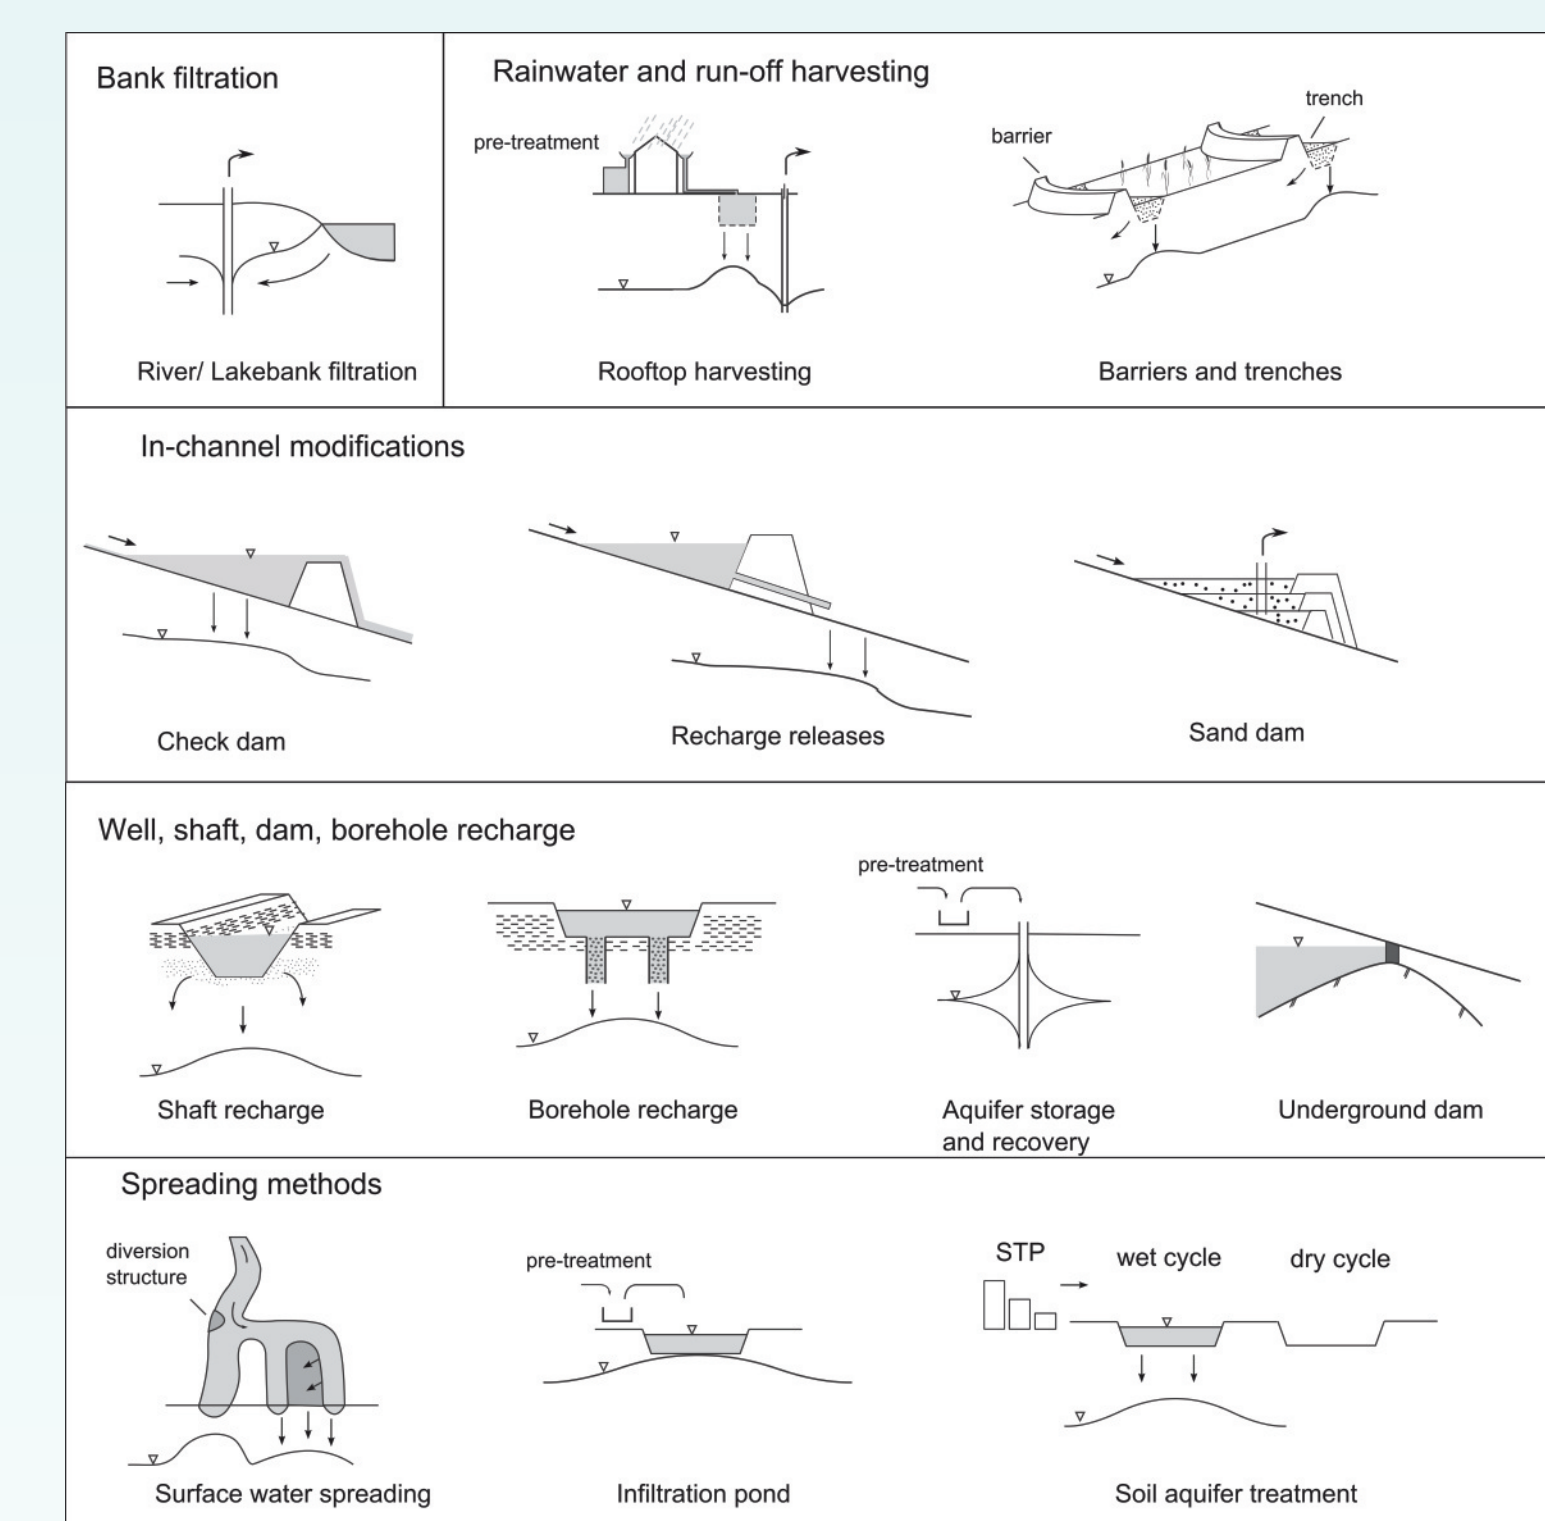 Bank filtration
River/ Lakebank filtration
Rainwater and run-off harvesting
pre-treatment
Rooftop harvesting
barrier
trench
Barriers and trenches
In-channel modifications
Check dam
Recharge releases
Sand dam
Well, shaft, dam, borehole recharge
Shaft recharge
Borehole recharge
pre-treatment
Aquifer storage
and recovery
Underground dam
Spreading methods
diversion
structure
Surface water spreading
pre-treatment
Infiltration pond
STP
wet cycle
dry cycle
Soil aquifer treatment